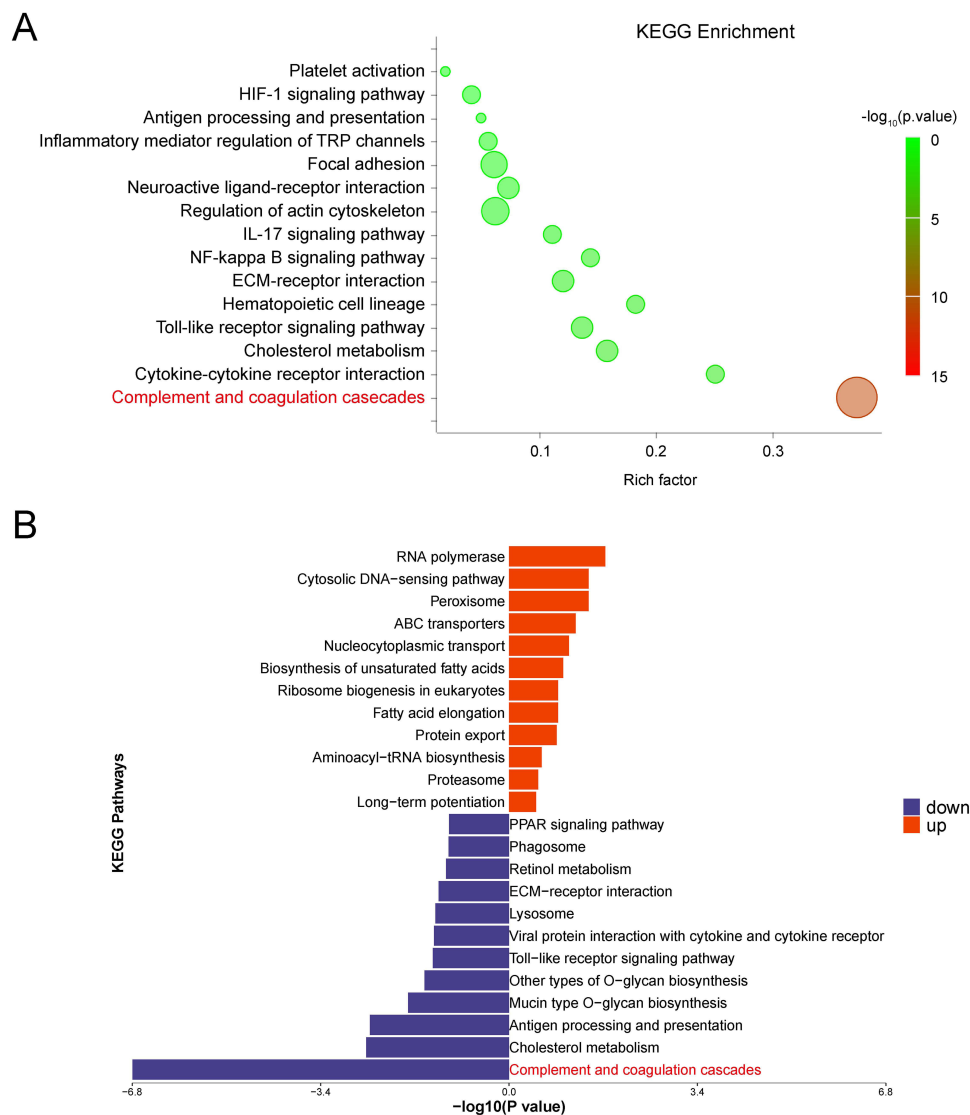 A
KEGG Enrichment
Platelet activation
HIF-1 signaling pathway
Antigen processing and presentation
Inflammatory mediator regulation of TRP channels
Focal adhesion
Neuroactive ligand-receptor interaction
Regulation of actin cytoskeleton
IL-17 signaling pathway
NF-kappa B signaling pathway
ECM-receptor interaction
Hematopoietic cell lineage
Toll-like receptor signaling pathway
Cholesterol metabolism
Cytokine-cytokine receptor interaction
Complement and coagulation casecades
0.1 0.2 0.3
Rich factor
-log10(p.value)
0
5
10
15
B
KEGG Pathways
RNA polymerase
Cytosolic DNA−sensing pathway
Peroxisome
ABC transporters
Nucleocytoplasmic transport
Biosynthesis of unsaturated fatty acids
Ribosome biogenesis in eukaryotes
Fatty acid elongation
Protein export
Aminoacyl−tRNA biosynthesis
Proteasome
Long−term potentiation
PPAR signaling pathway
Phagosome
Retinol metabolism
ECM−receptor interaction
Lysosome
Viral protein interaction with cytokine and cytokine receptor
Toll−like receptor signaling pathway
Other types of O−glycan biosynthesis
Mucin type O−glycan biosynthesis
Antigen processing and presentation
Cholesterol metabolism
Complement and coagulation cascades
−6.8 −3.4 0.0 3.4 6.8
−log10(P value)
down
up